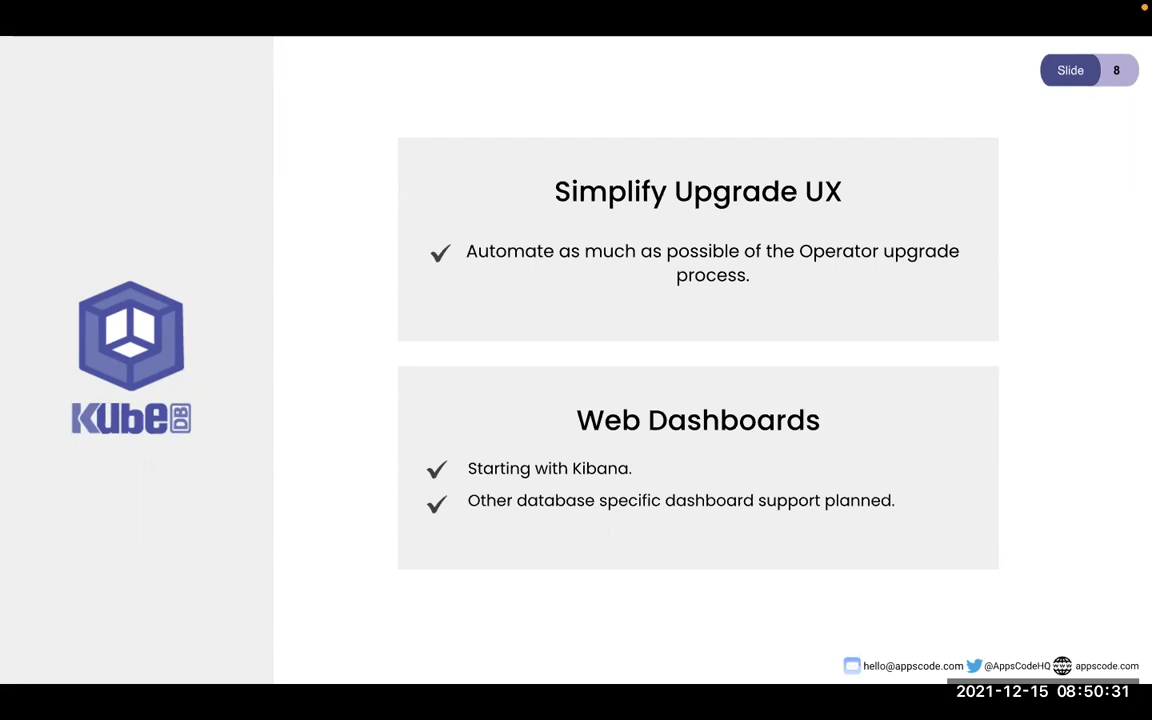 Slide 8
Simplify Upgrade UX
Automate as much as possible of the Operator upgrade
process.
KUbe DB
Web Dashboards
Starting with Kibana.
Other database specific dashboard support planned.
hello@appscode.com @AppsCodeHQ appscode.com
2021-12-15 08:50:31